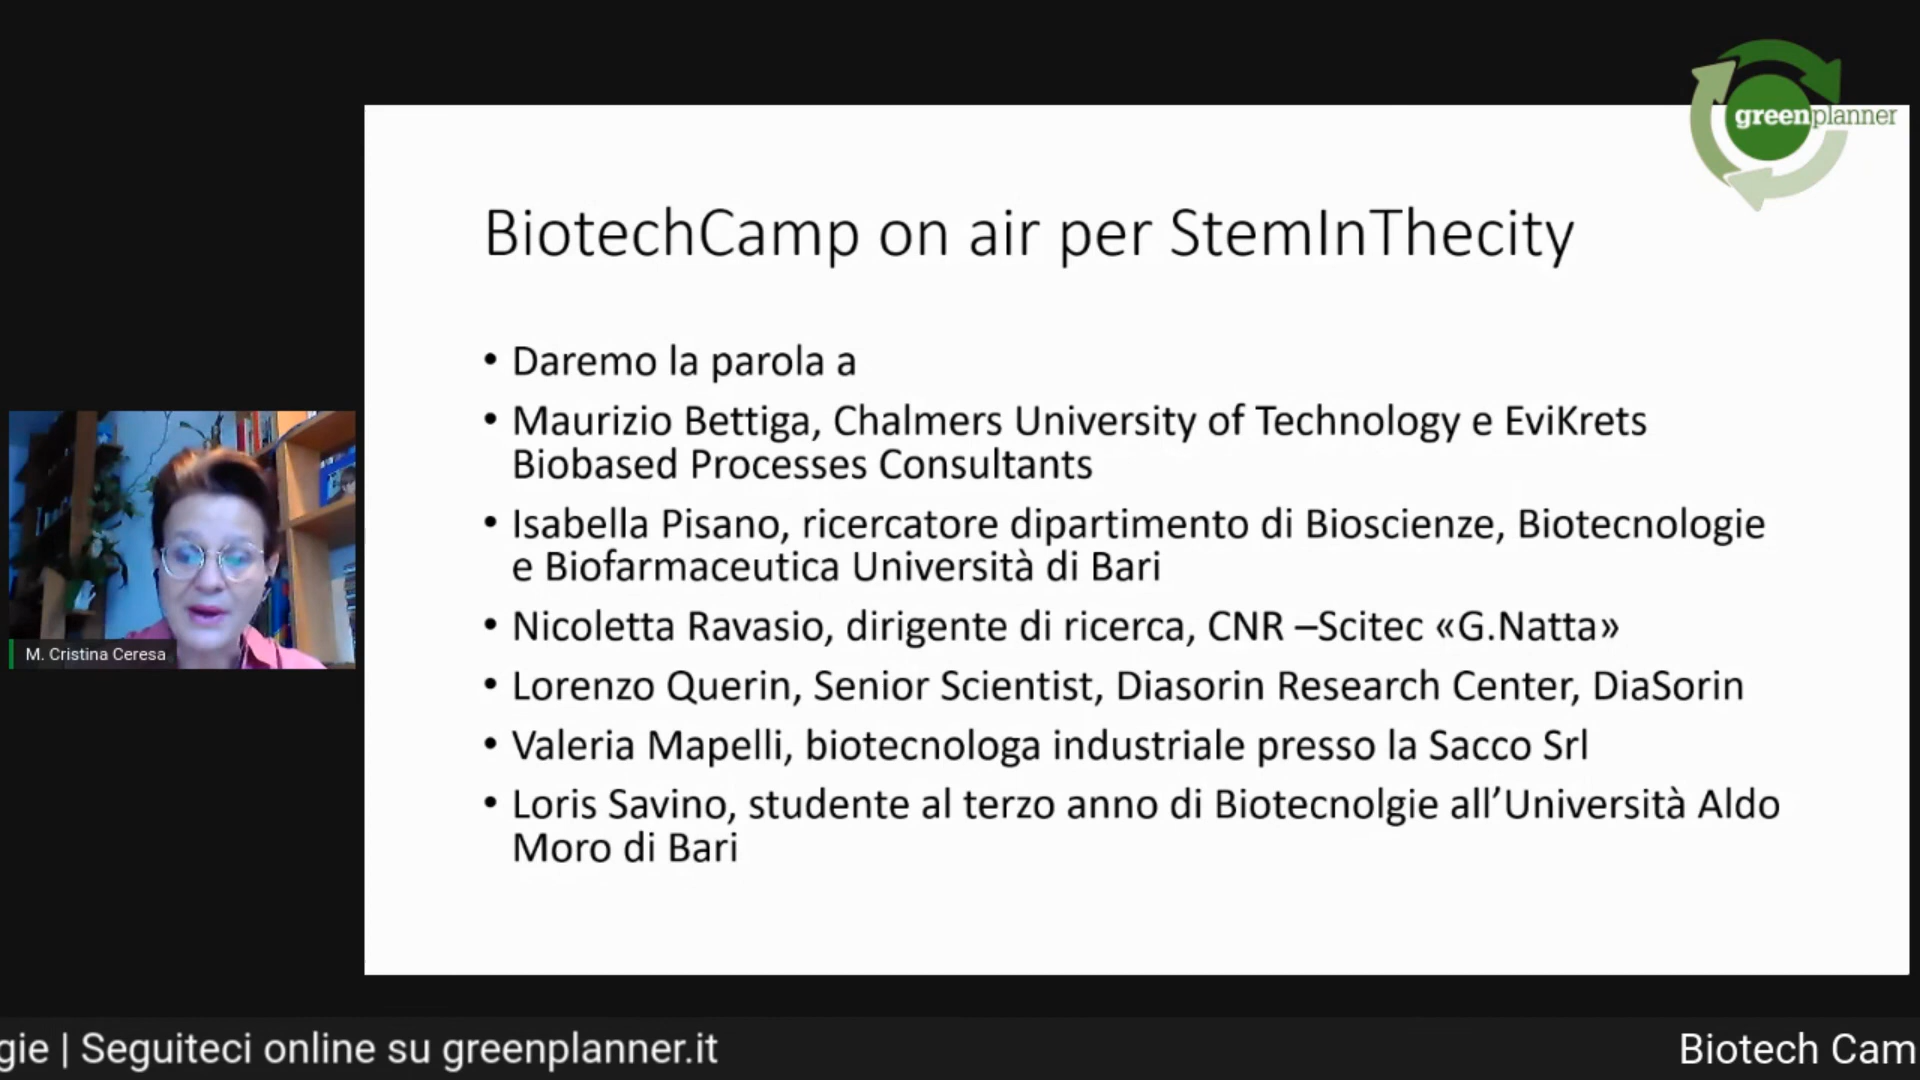 greenplanner
BiotechCamp on air per StemInThecity
• Daremo la parola a
• Maurizio Bettiga, Chalmers University of Technology e EviKrets
Biobased Processes Consultants
• Isabella Pisano, ricercatore dipartimento di Bioscienze, Biotecnologie
e Biofarmaceutica Università di Bari
• Nicoletta Ravasio, dirigente di ricerca, CNR –Scitec «G.Natta»
• Lorenzo Querin, Senior Scientist, Diasorin Research Center, DiaSorin
• Valeria Mapelli, biotecnologa industriale presso la Sacco Srl
• Loris Savino, studente al terzo anno di Biotecnolgie all’Università Aldo
Moro di Bari
M. Cristina Ceresa
gie | Seguiteci online su greenplanner.it
Biotech Cam